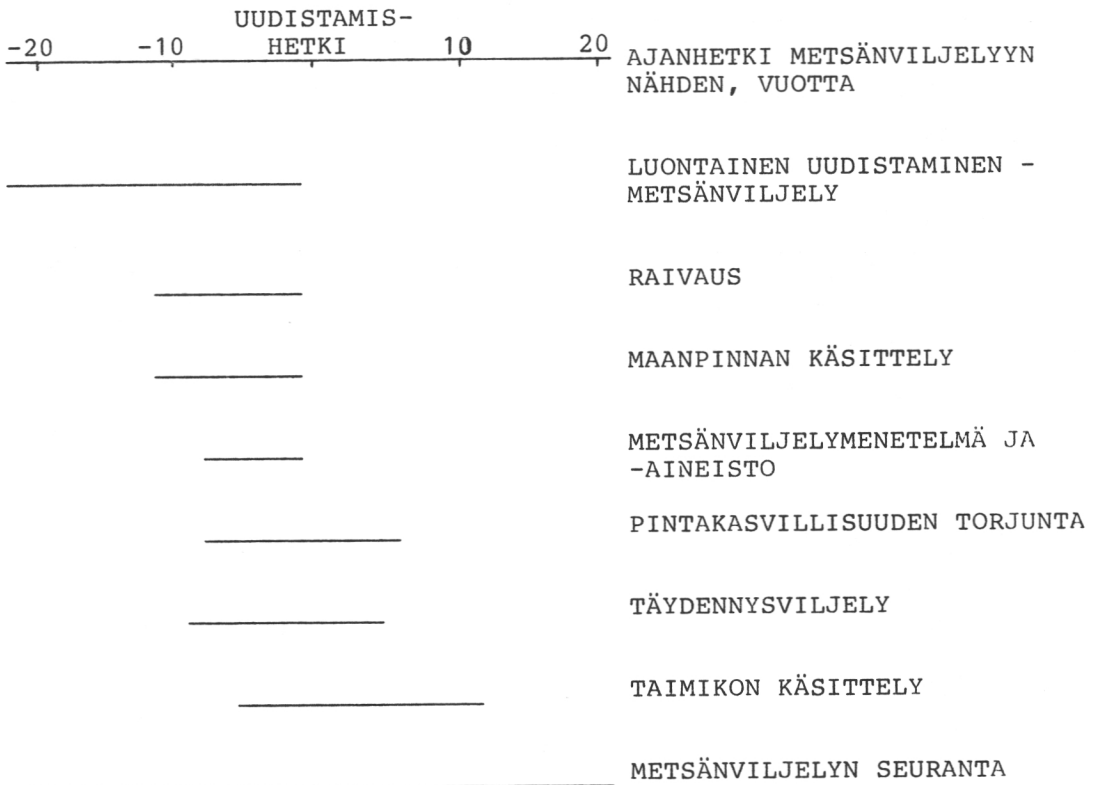 UUDISTAMIS-
-20 -10 HETKI 10 20
AJANHETKI METSÄNVILJELYYN
NÄHDEN, VUOTTA
LUONTAINEN UUDISTAMINEN -
METSÄNVILJELY
RAIVAUS
MAANPINNAN KÄSITTELY
METSÄNVILJELYMENETELMÄ JA
-AINEISTO
PINTAKASVILLISUUDEN TORJUNTA
TÄYDENNYSVILJELY
TAIMIKON KÄSITTELY
METSÄNVILJELYN SEURANTA